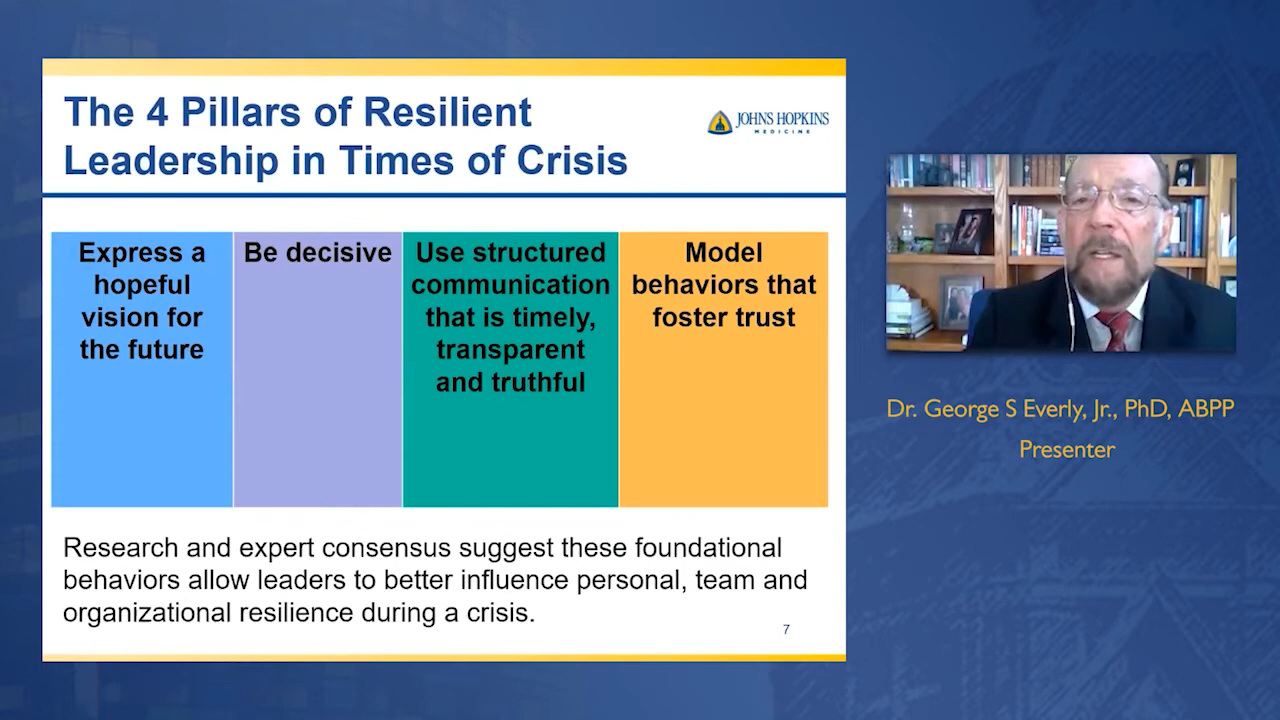 The 4 Pillars of Resilient
Leadership in Times of Crisis
JOHNS HOPKINS
MEDICINE
Express a
hopeful
vision for
the future
Be decisive
Use structured
communication
that is timely,
transparent
and truthful
Model
behaviors that
foster trust
Research and expert consensus suggest these foundational
behaviors allow leaders to better influence personal, team and
organizational resilience during a crisis.
7
Dr. George S Everly, Jr., PhD, ABPP
Presenter